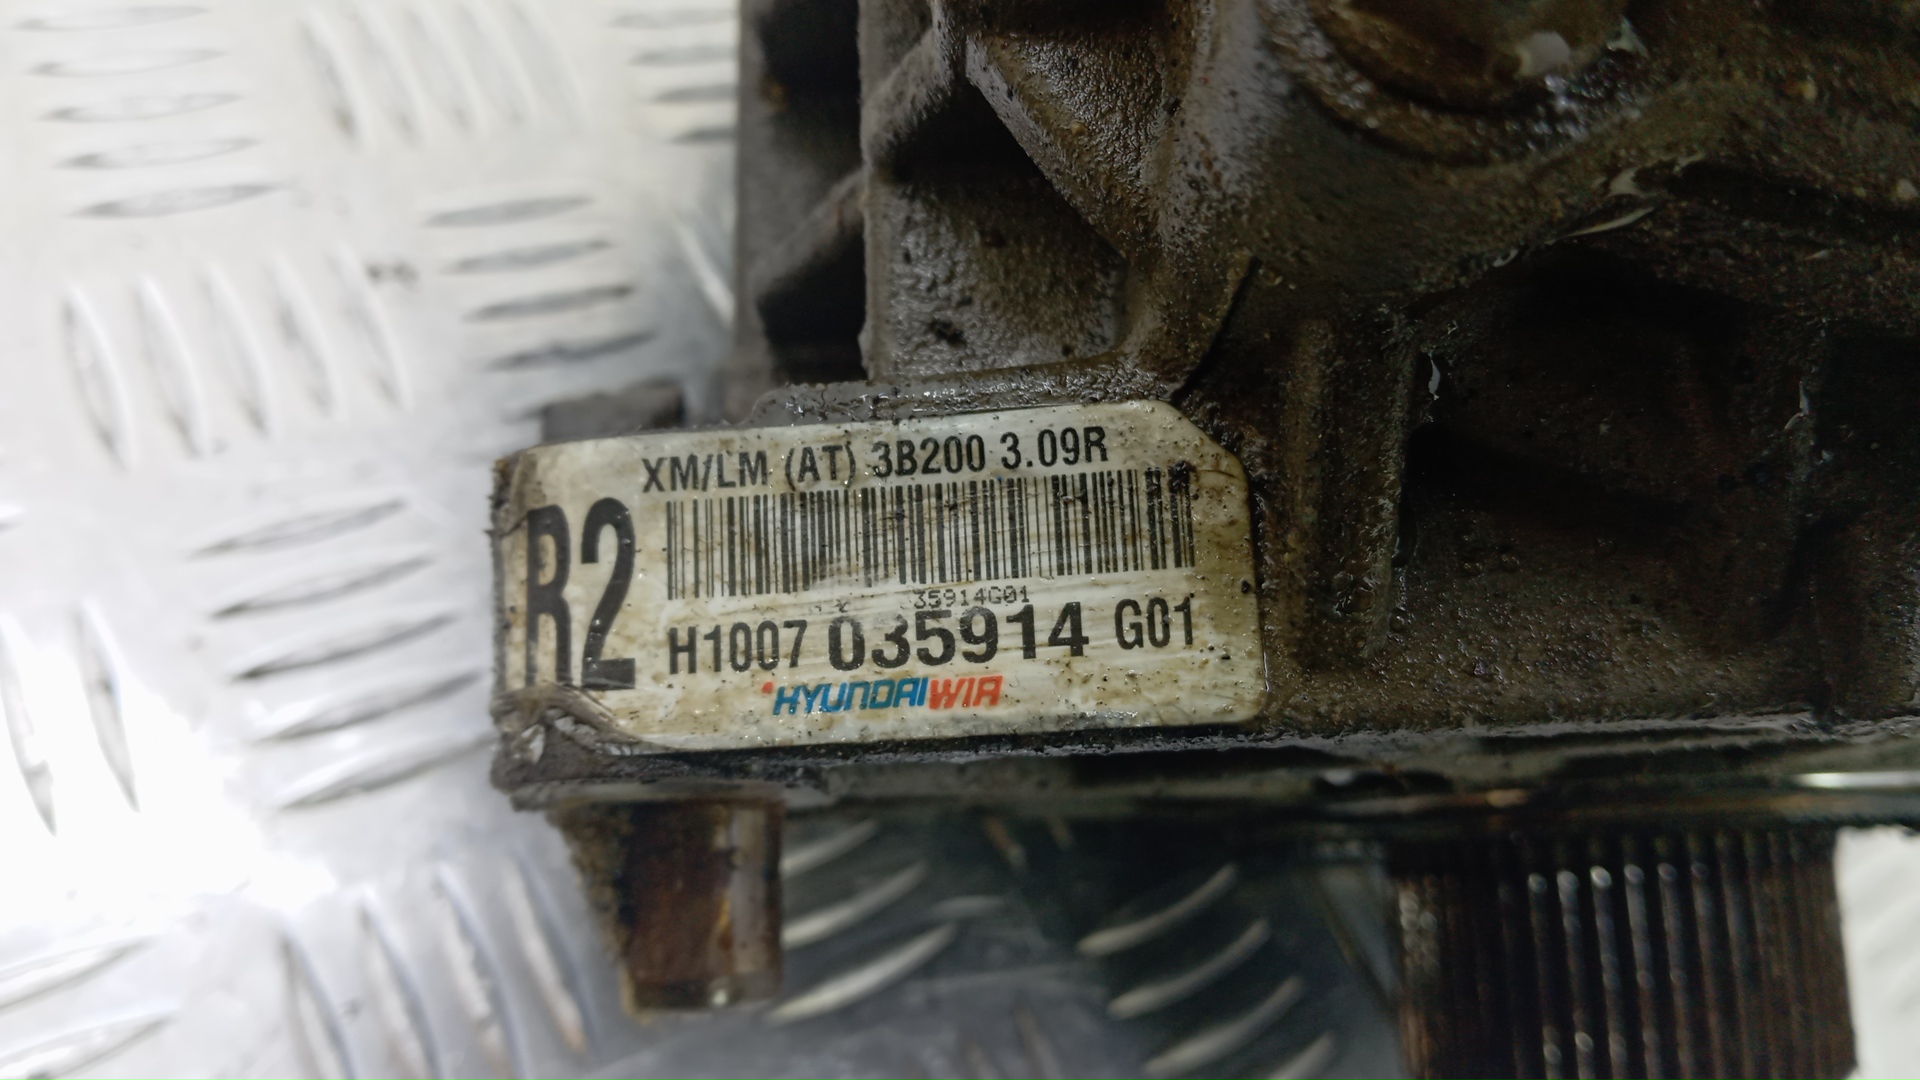 XM/LM (AT) 3B200 3.09R
R2
35914G01
H1007 035914 G01
HYUNDAI WIA